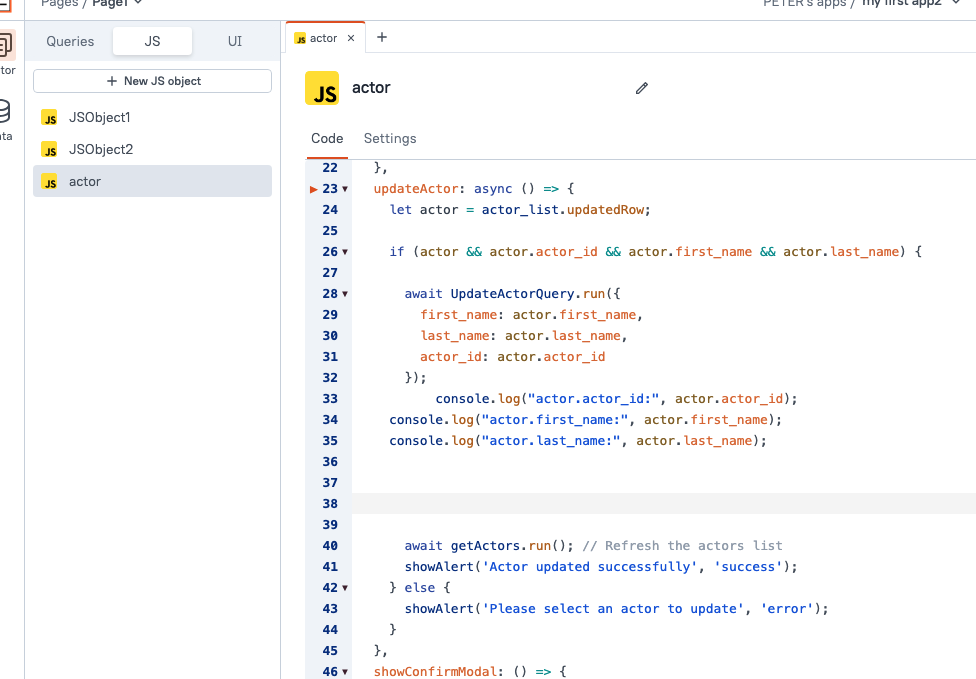 Pages / Page1
PETER's apps / my first app2
Queries JS UI
JS actor × +
+ New JS object
JS actor
JS JSObject1
JS JSObject2
JS actor
Code Settings
22 },
23 updateActor: async () => {
24 let actor = actor_list.updatedRow;
25
26 if (actor && actor.actor_id && actor.first_name && actor.last_name) {
27
28 await UpdateActorQuery.run({
29 first_name: actor.first_name,
30 last_name: actor.last_name,
31 actor_id: actor.actor_id
32 });
33 console.log("actor.actor_id:", actor.actor_id);
34 console.log("actor.first_name:", actor.first_name);
35 console.log("actor.last_name:", actor.last_name);
36
37
38
39
40 await getActors.run(); // Refresh the actors list
41 showAlert('Actor updated successfully', 'success');
42 } else {
43 showAlert('Please select an actor to update', 'error');
44 }
45 },
46 showConfirmModal: () => {